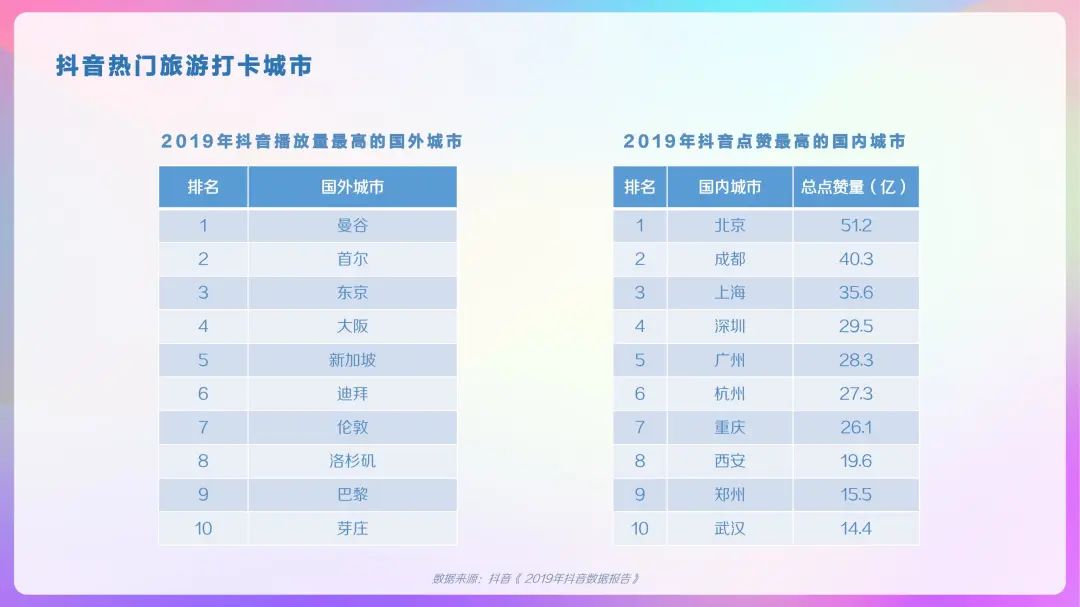 抖音热门旅游打卡城市
2019年抖音播放量最高的国外城市
排名 国外城市
1 曼谷
2 首尔
3 东京
4 大阪
5 新加坡
6 迪拜
7 伦敦
8 洛杉矶
9 巴黎
10 芽庄
2019年抖音点赞最高的国内城市
排名 国内城市 总点赞量（亿）
1 北京 51.2
2 成都 40.3
3 上海 35.6
4 深圳 29.5
5 广州 28.3
6 杭州 27.3
7 重庆 26.1
8 西安 19.6
9 郑州 15.5
10 武汉 14.4
数据来源：抖音《2019年抖音数据报告》